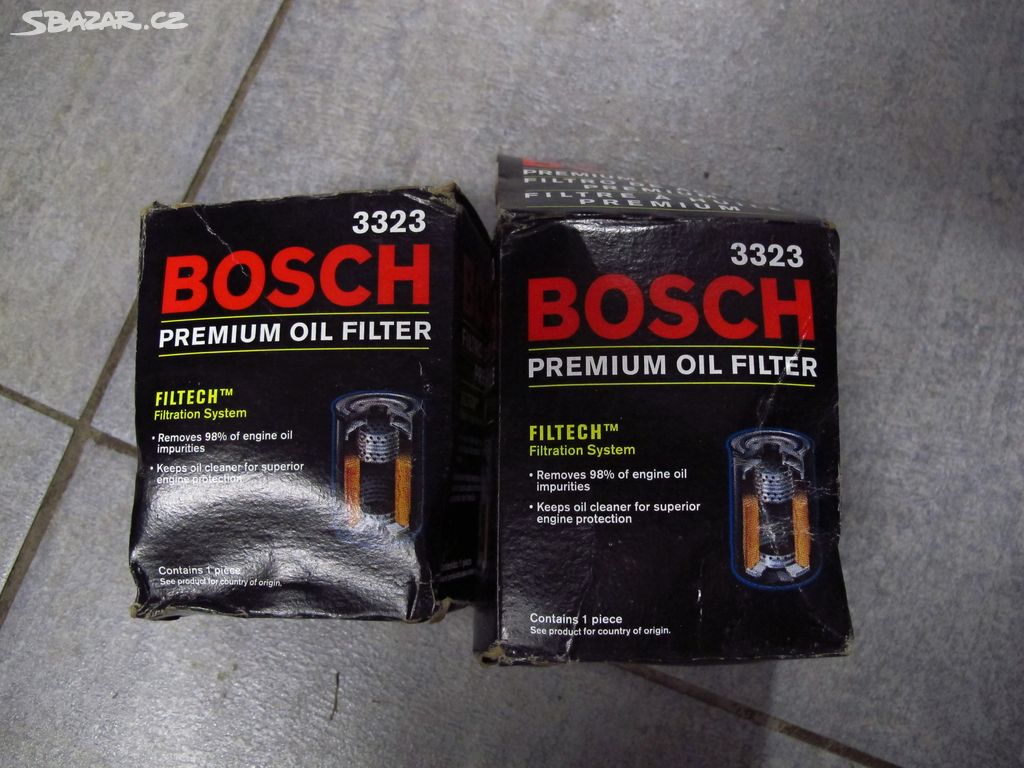 SBAZAR.CZ
3323
BOSCH
PREMIUM OIL FILTER
FILTECH™
Filtration System
• Removes 98% of engine oil
impurities
• Keeps oil cleaner for superior
engine protection
Contains 1 piece
See product for country of origin.
PREMIUM
FILTRE À
PREMIUM
3323
BOSCH
PREMIUM OIL FILTER
FILTECH™
Filtration System
• Removes 98% of engine oil
impurities
• Keeps oil cleaner for superior
engine protection
Contains 1 piece
See product for country of origin.